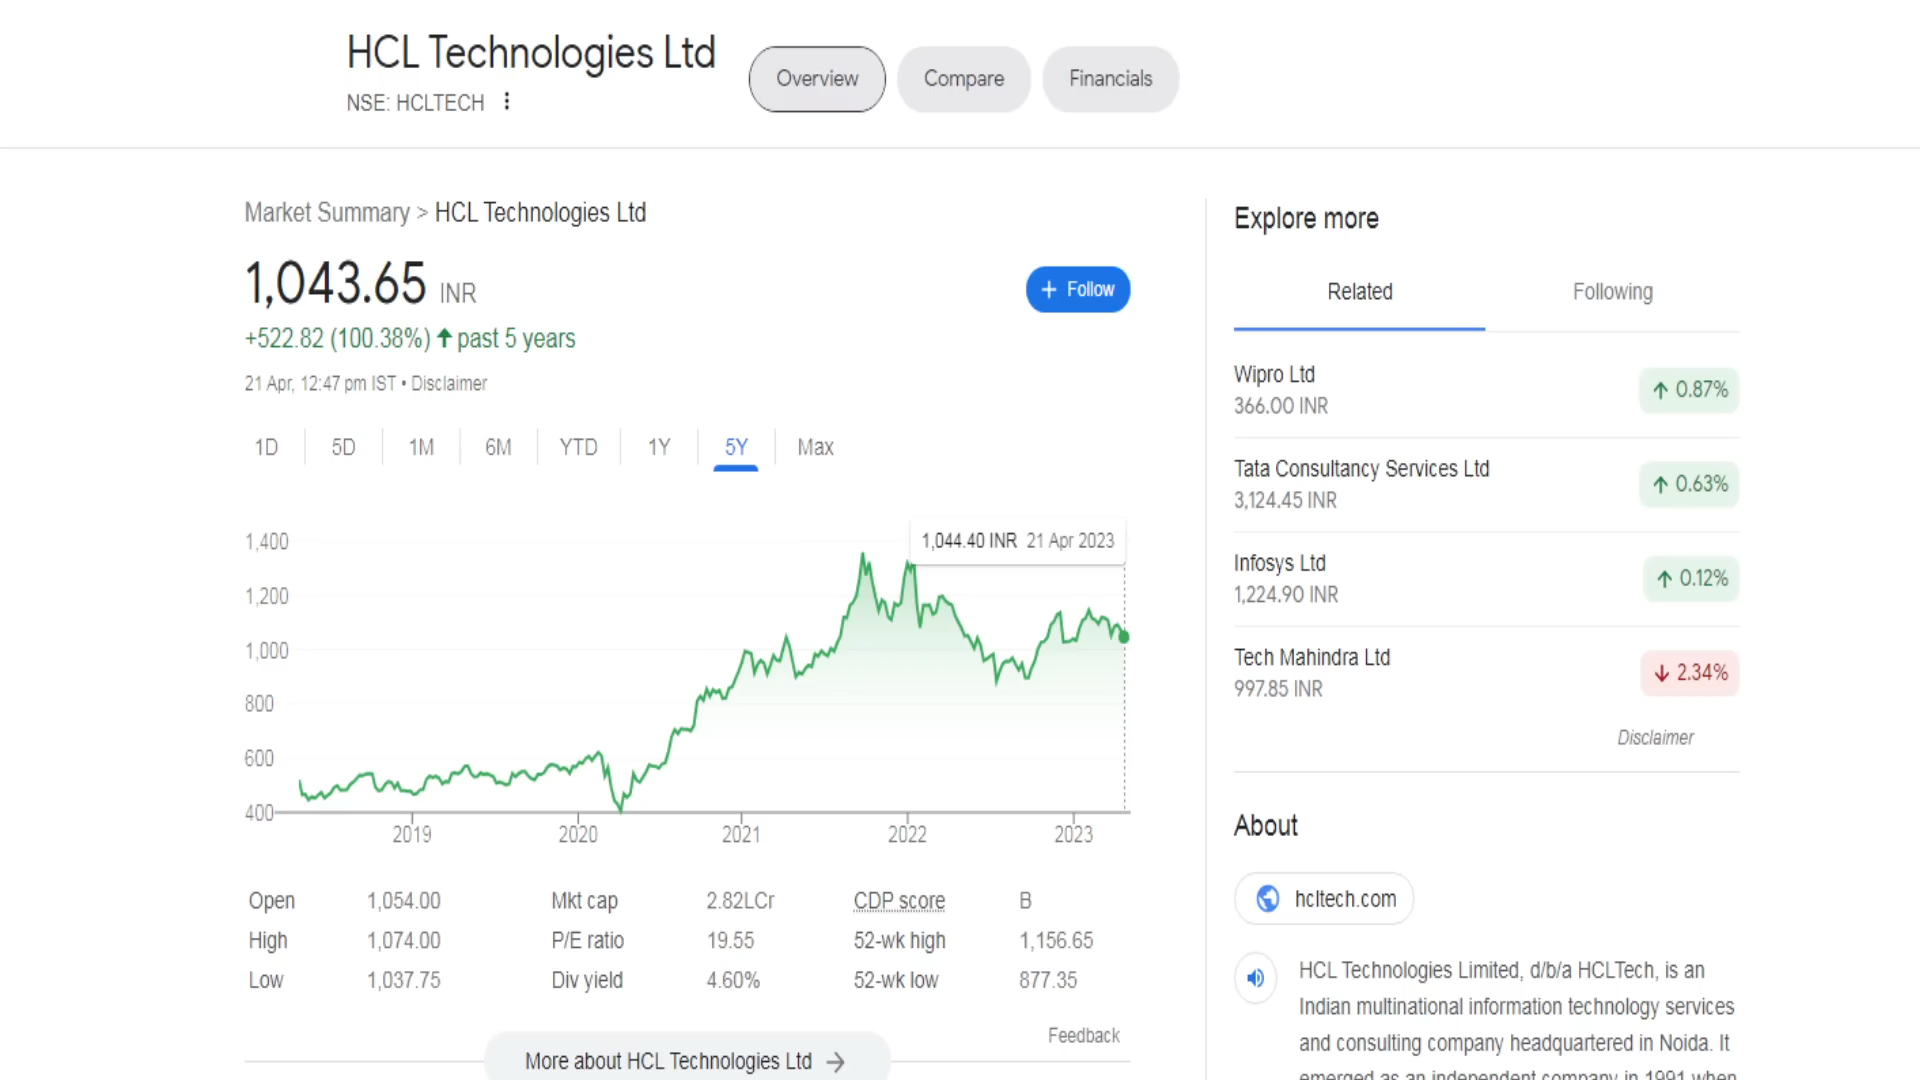 HCL Technologies Ltd
NSE: HCLTECH
Overview
Compare
Financials
Market Summary > HCL Technologies Ltd
1,043.65 INR
+ Follow
+522.82 (100.38%) past 5 years
21 Apr, 12:47 pm IST • Disclaimer
1D 5D 1M 6M YTD 1Y 5Y Max
1,044.40 INR 21 Apr 2023
1,400
1,200
1,000
800
600
400
2019 2020 2021 2022 2023
Open 1,054.00 Mkt cap 2.82LCr CDP score B
High 1,074.00 P/E ratio 19.55 52-wk high 1,156.65
Low 1,037.75 Div yield 4.60% 52-wk low 877.35
Feedback
More about HCL Technologies Ltd
Explore more
Related Following
Wipro Ltd
366.00 INR
0.87%
Tata Consultancy Services Ltd
3,124.45 INR
0.63%
Infosys Ltd
1,224.90 INR
0.12%
Tech Mahindra Ltd
997.85 INR
2.34%
Disclaimer
About
hcltech.com
HCL Technologies Limited, d/b/a HCLTech, is an
Indian multinational information technology services
and consulting company headquartered in Noida. It
emerged as an independent company in 1991 when